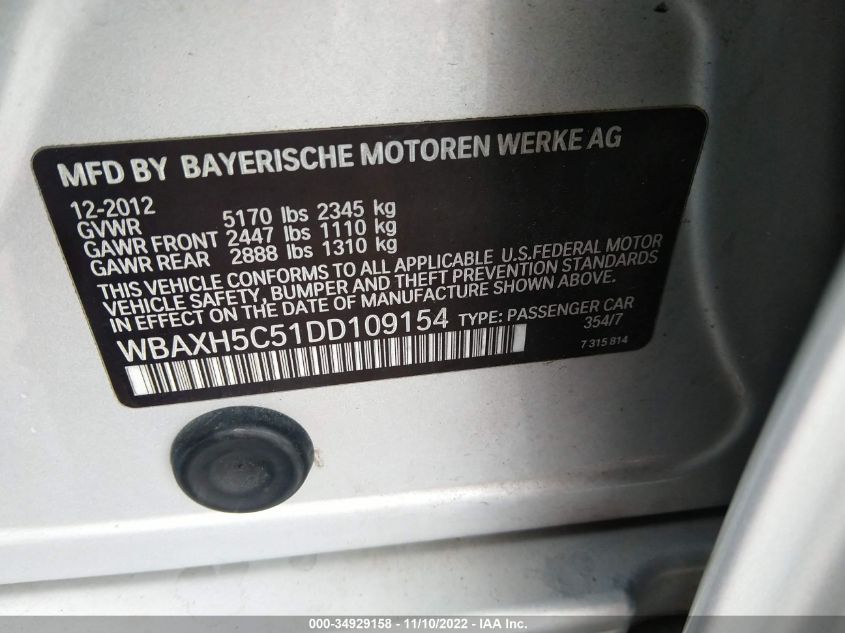 MFD BY BAYERISCHE MOTOREN WERKE AG
12-2012
GVWR 5170 lbs 2345 kg
GAWR FRONT 2447 lbs 1110 kg
GAWR REAR 2888 lbs 1310 kg
THIS VEHICLE CONFORMS TO ALL APPLICABLE U.S.FEDERAL MOTOR
VEHICLE SAFETY, BUMPER AND THEFT PREVENTION STANDARDS
IN EFFECT ON THE DATE OF MANUFACTURE SHOWN ABOVE.
WBAXH5C51DD109154 TYPE: PASSENGER CAR
354/7
7 315 814
000-34929158 - 11/10/2022 - IAA Inc.